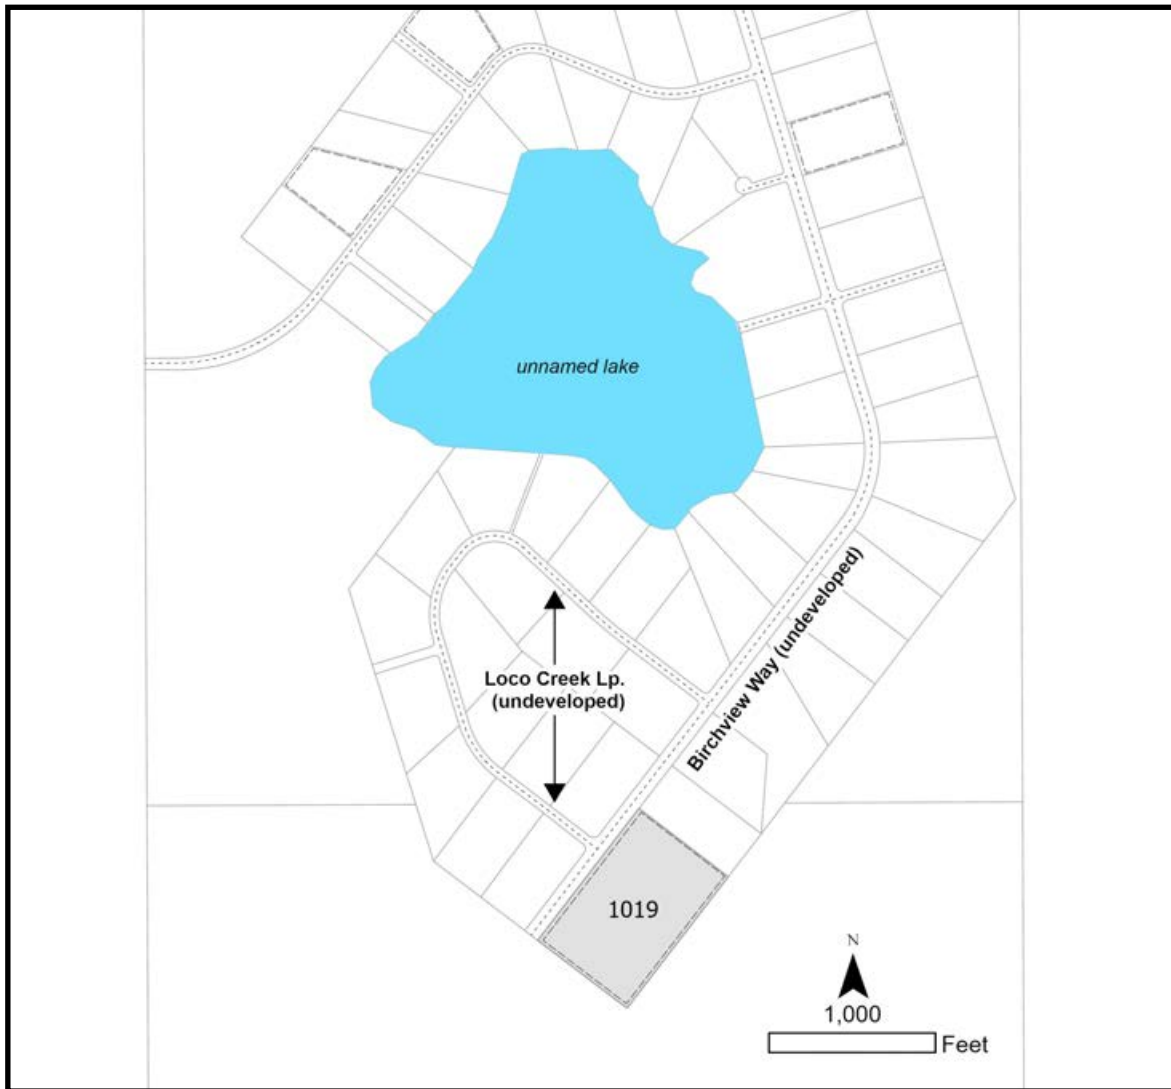 unnamed lake
Birchview Way (undeveloped)
Loco Creek Lp.
(undeveloped)
1019
N
1,000
Feet